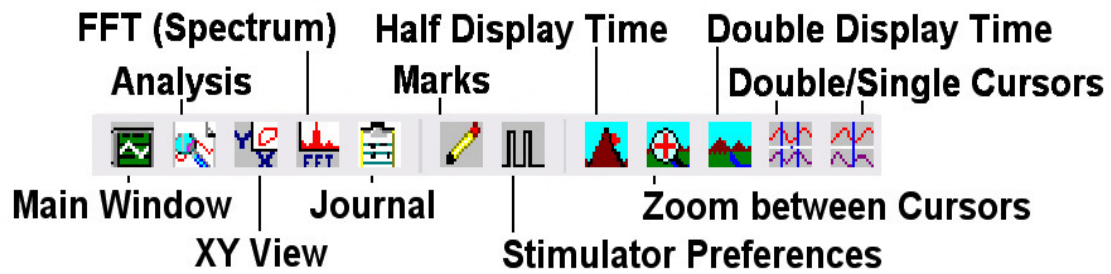 FFT (Spectrum)
Half Display Time
Double Display Time
Analysis
Marks
Double/Single Cursors
Y
X
FFT
Main Window
Journal
Zoom between Cursors
XY View
Stimulator Preferences